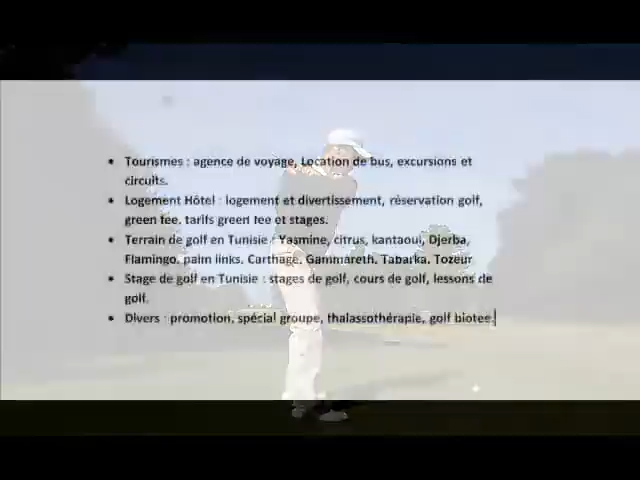 • Tourismes : agence de voyage, Location de bus, excursions et
circuits.
• Logement Hôtel : logement et divertissement, réservation golf,
green fee, tarifs green fee et stages.
• Terrain de golf en Tunisie : Yasmine, citrus, kantaoui, Djerba,
Flamingo, palm links, Carthage, Gammareth, Tabarka, Tozeur
• Stage de golf en Tunisie : stages de golf, cours de golf, lessons de
golf.
• Divers : promotion, spécial groupe, thalassothérapie, golf biotee.